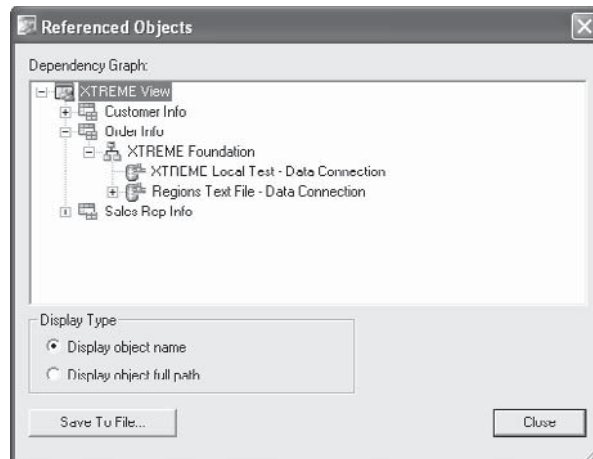 Referenced Objects
Dependency Graph:
XTREME View
Customer Info
Order Info
XTREME Foundation
XTREME Local Test - Data Connection
Regions Text File - Data Connection
Sales Rep Info
Display Type
Display object name
Display object full path
Save To File...
Close